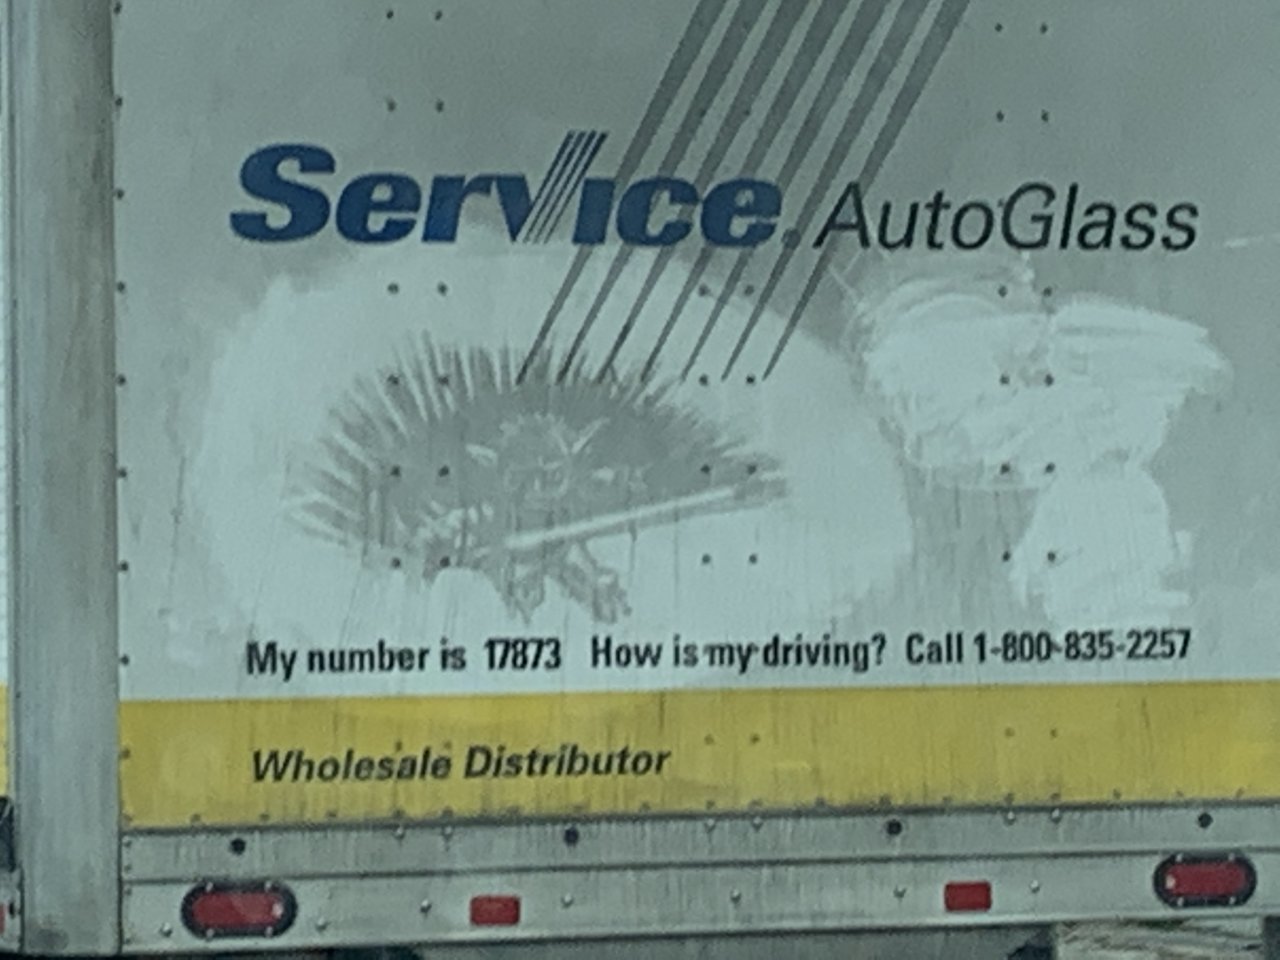 Service AutoGlass
My number is 17873 How is my driving? Call 1-800-835-2257
Wholesale Distributor